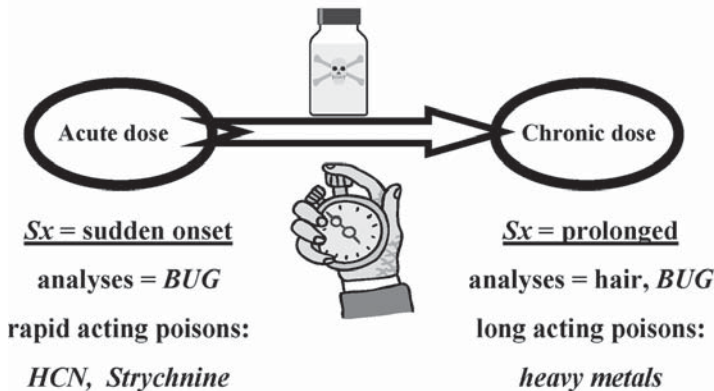 Acute dose
Chronic dose
Sx = sudden onset
analyses = BUG
rapid acting poisons:
HCN, Strychnine
Sx = prolonged
analyses = hair, BUG
long acting poisons:
heavy metals